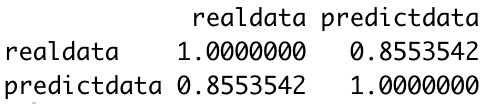 realdata predictdata
realdata 1.0000000 0.8553542
predictdata 0.8553542 1.0000000